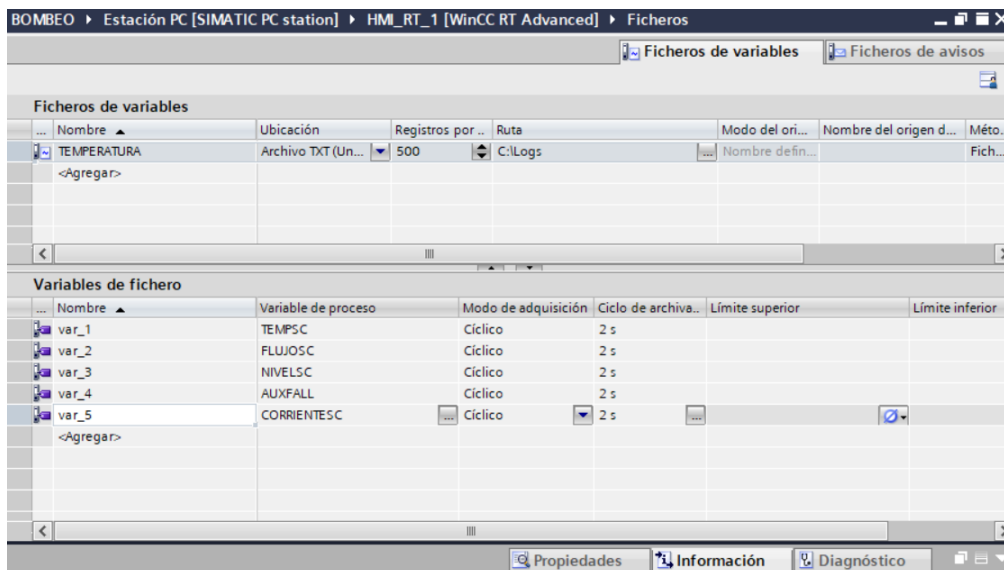 BOMBEO ▸ Estación PC [SIMATIC PC station] ▸ HMI_RT_1 [WinCC RT Advanced] ▸ Ficheros
Ficheros de variables Ficheros de avisos
Ficheros de variables
... Nombre Ubicación Registros por .. Ruta Modo del ori... Nombre del origen d... Méto.
TEMPERATURA Archivo TXT (Un... 500 C:\Logs ... Nombre defin... Fich...
<Agregar>
Variables de fichero
... Nombre Variable de proceso Modo de adquisición Ciclo de archiva.. Límite superior Límite inferior
var_1 TEMPSC Cíclico 2 s
var_2 FLUJOSC Cíclico 2 s
var_3 NIVELSC Cíclico 2 s
var_4 AUXFALL Cíclico 2 s
var_5 CORRIENTESC ... Cíclico 2 s ...
<Agregar>
Propiedades Información Diagnóstico